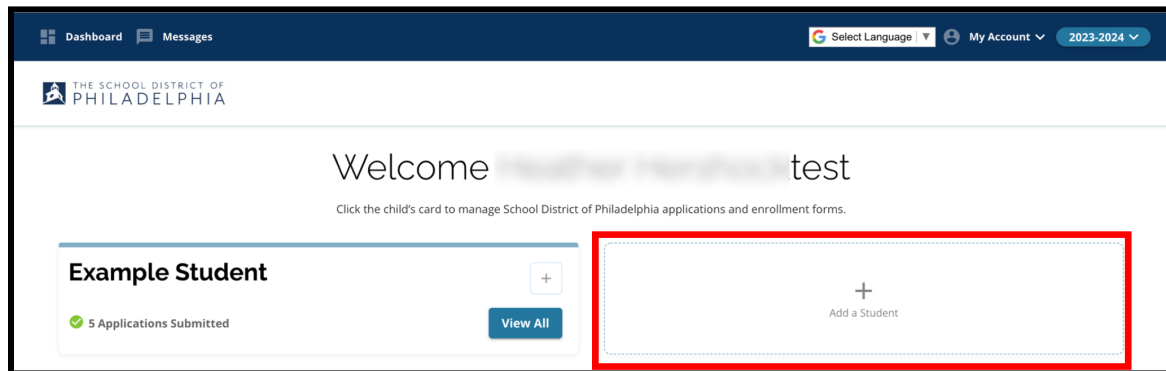 Dashboard Messages Select Language ▼ My Account 2023-2024
THE SCHOOL DISTRICT OF
PHILADELPHIA
Welcome test
Click the child's card to manage School District of Philadelphia applications and enrollment forms.
Example Student
+
+
Add a Student
5 Applications Submitted View All